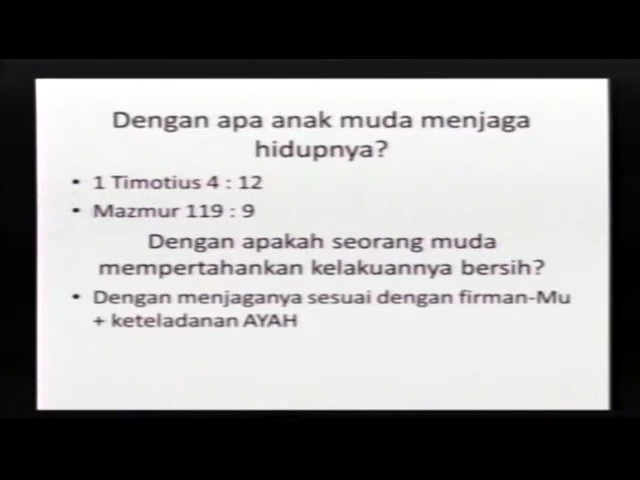 Dengan apa anak muda menjaga
hidupnya?
• 1 Timotius 4 : 12
• Mazmur 119 : 9
Dengan apakah seorang muda
mempertahankan kelakuannya bersih?
• Dengan menjaganya sesuai dengan firman-Mu
+ keteladanan AYAH